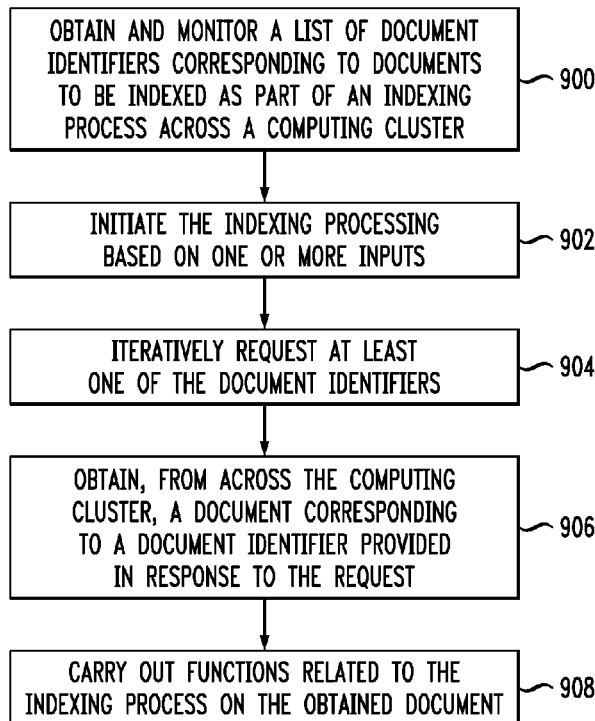 OBTAIN AND MONITOR A LIST OF DOCUMENT
IDENTIFIERS CORRESPONDING TO DOCUMENTS
TO BE INDEXED AS PART OF AN INDEXING
PROCESS ACROSS A COMPUTING CLUSTER
900
INITIATE THE INDEXING PROCESSING
BASED ON ONE OR MORE INPUTS
902
ITERATIVELY REQUEST AT LEAST
ONE OF THE DOCUMENT IDENTIFIERS
904
OBTAIN, FROM ACROSS THE COMPUTING
CLUSTER, A DOCUMENT CORRESPONDING
TO A DOCUMENT IDENTIFIER PROVIDED
IN RESPONSE TO THE REQUEST
906
CARRY OUT FUNCTIONS RELATED TO THE
INDEXING PROCESS ON THE OBTAINED DOCUMENT
908